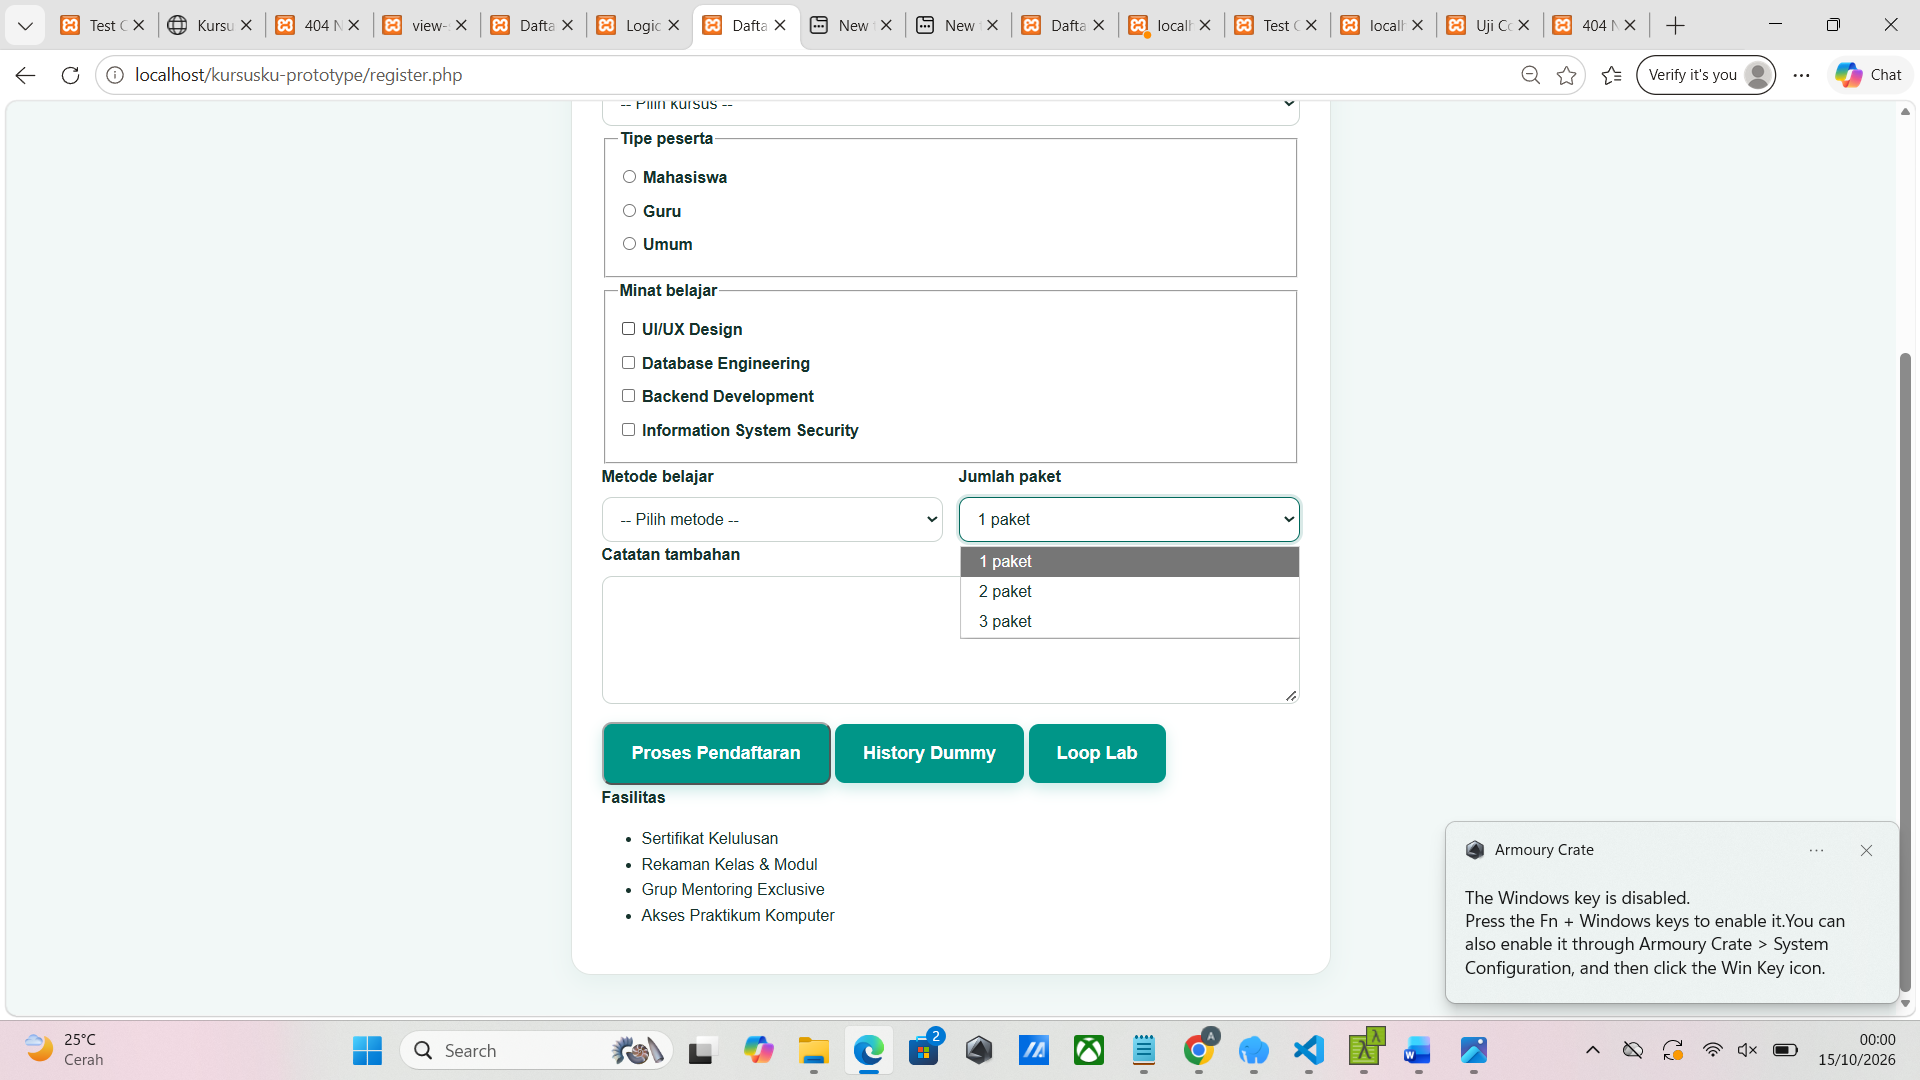 Test C
Kursu
404 N
view-s
Dafta
Logic
Dafta
New t
New t
Dafta
localh
Test C
localh
Uji Co
404 N
localhost/kursusku-prototype/register.php
Verify it's you
Chat
-- Pilih kursus --
Tipe peserta
Mahasiswa
Guru
Umum
Minat belajar
UI/UX Design
Database Engineering
Backend Development
Information System Security
Metode belajar
Jumlah paket
-- Pilih metode --
1 paket
1 paket
2 paket
3 paket
Catatan tambahan
Proses Pendaftaran
History Dummy
Loop Lab
Fasilitas
Sertifikat Kelulusan
Rekaman Kelas & Modul
Grup Mentoring Exclusive
Akses Praktikum Komputer
Armoury Crate
The Windows key is disabled.
Press the Fn + Windows keys to enable it.You can
also enable it through Armoury Crate > System
Configuration, and then click the Win Key icon.
25°C
Cerah
Search
2
A
00:00
15/10/2026